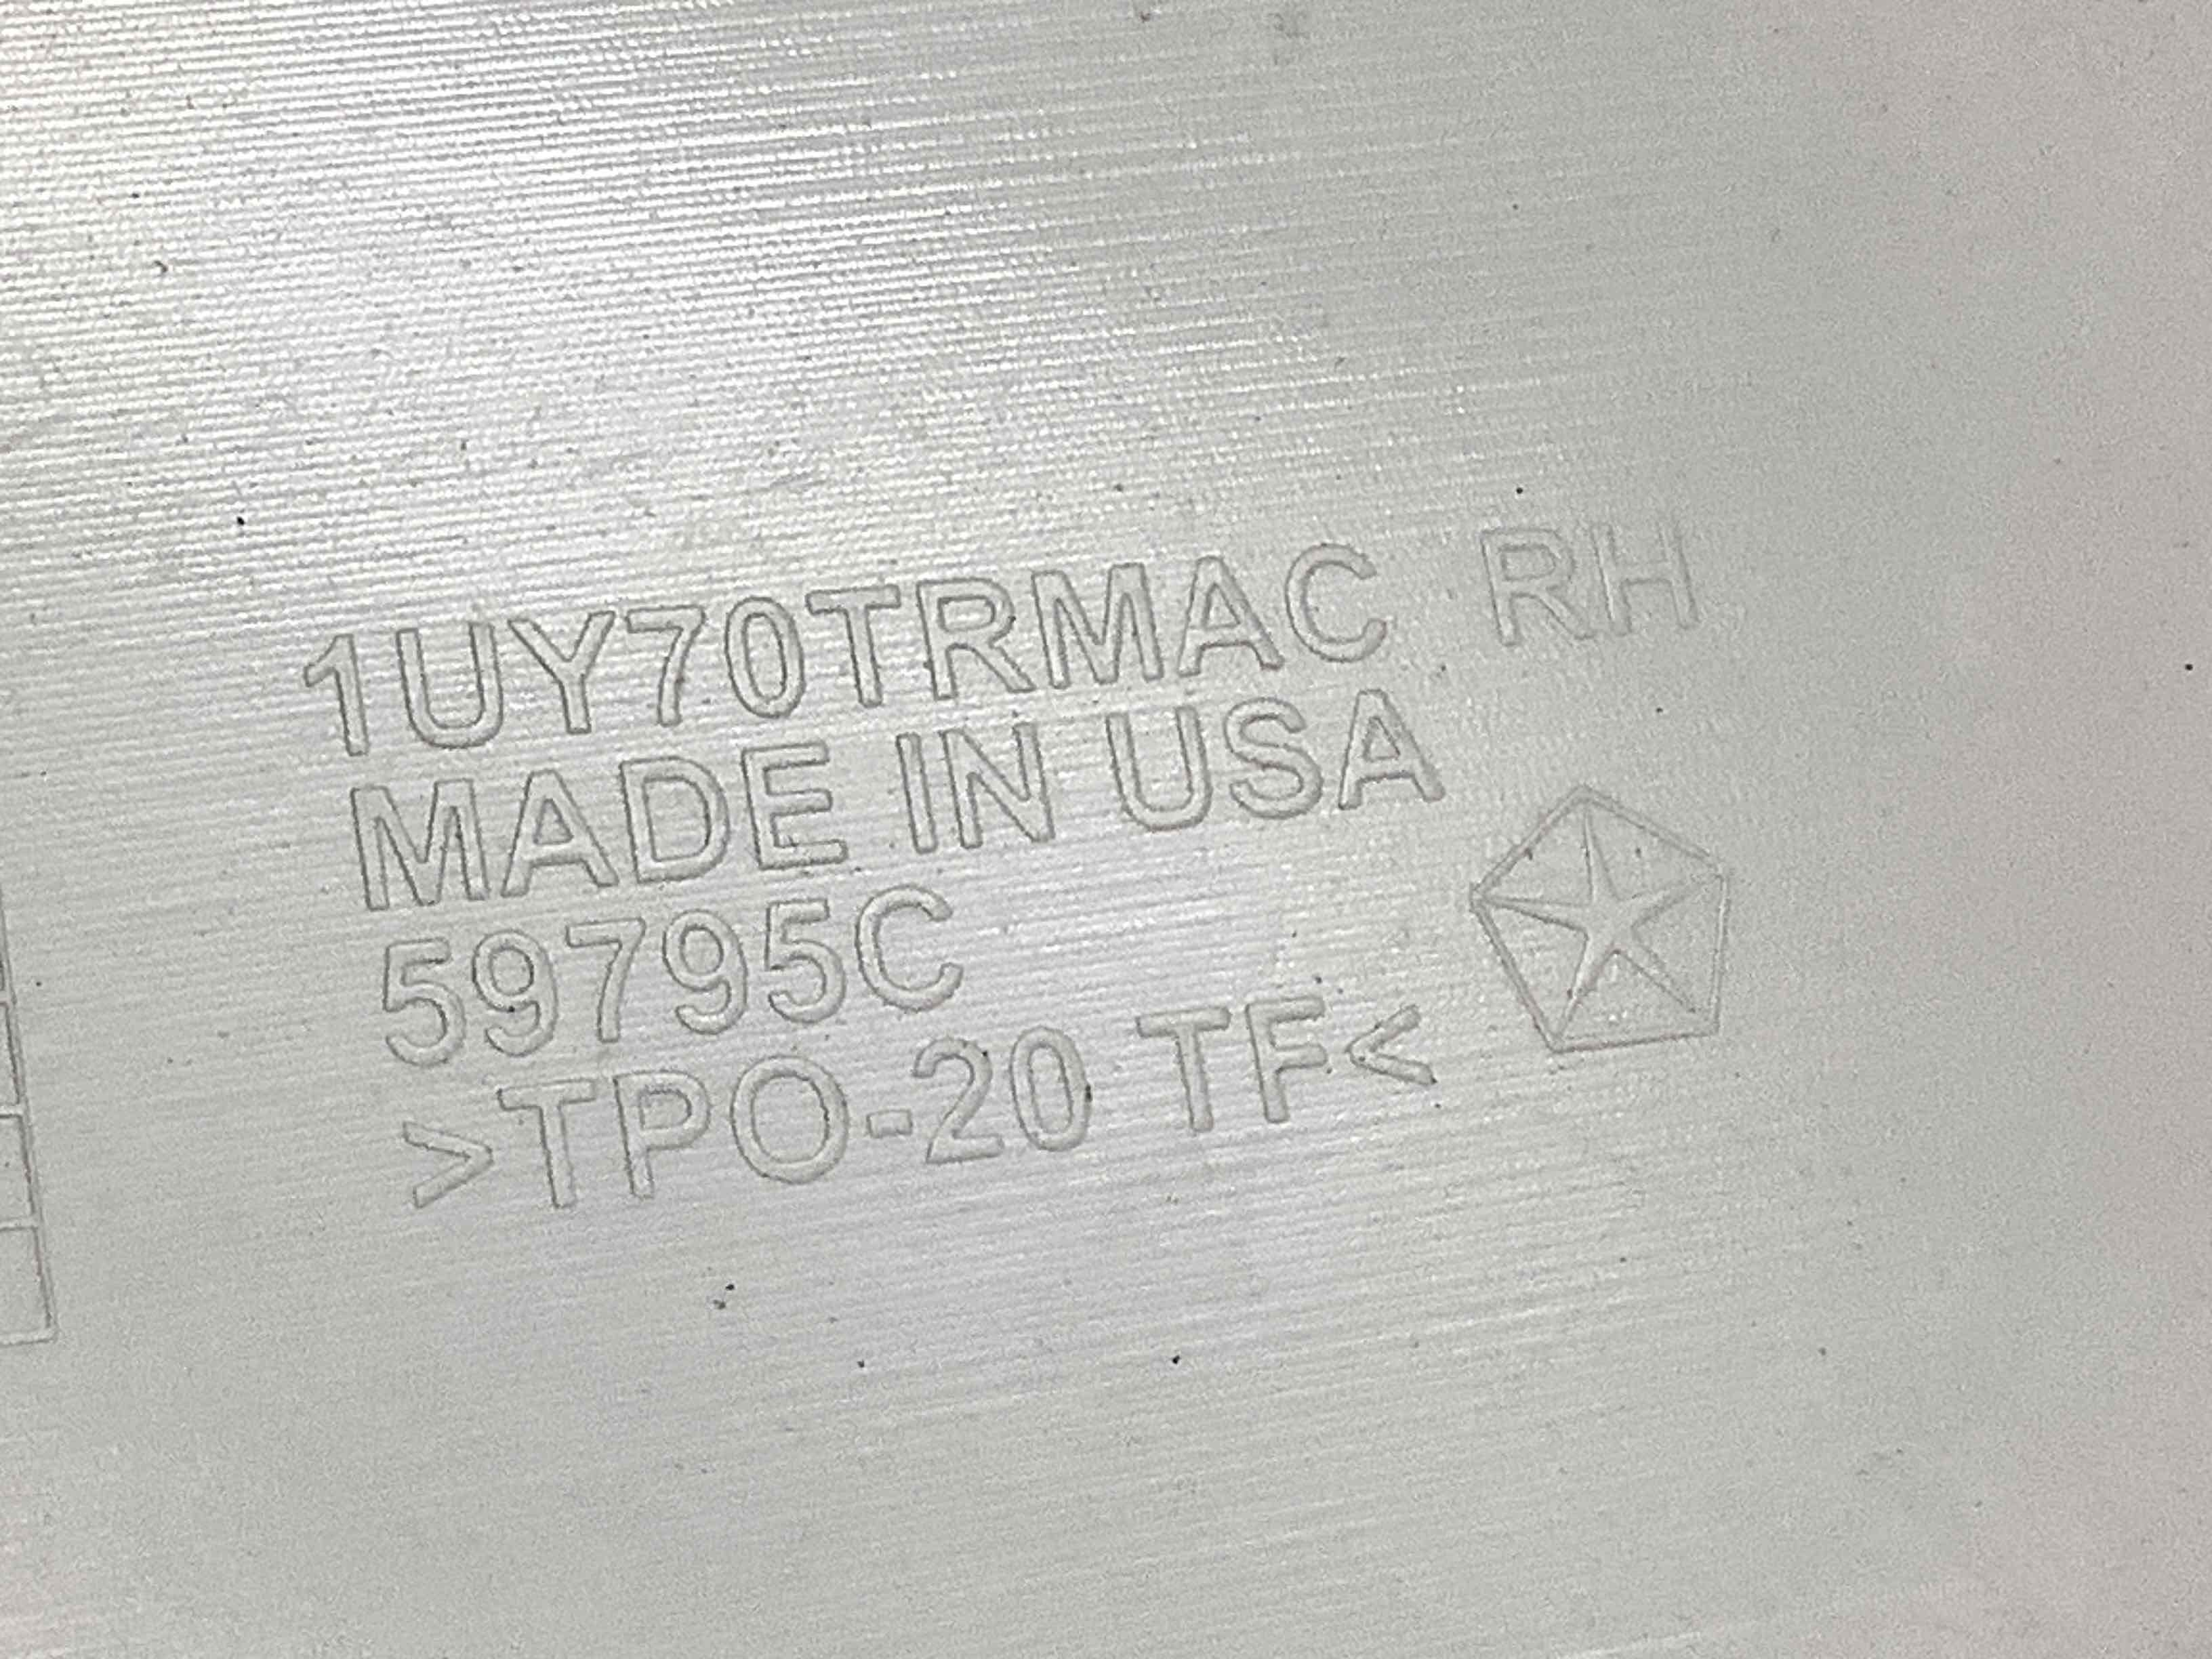 1UY70TRMAC RH
MADE IN USA
59795C
>TPO-20 TF<